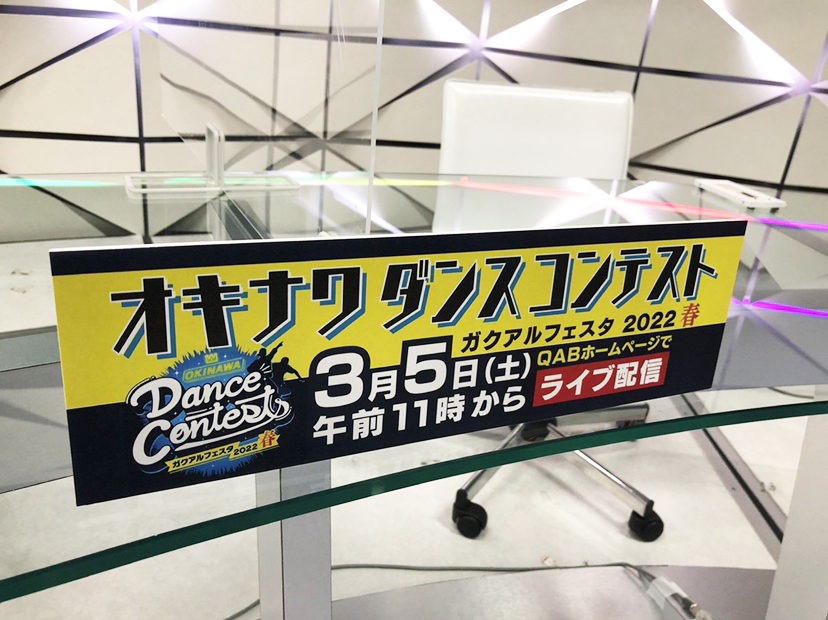 オキナワ ダンスコンテスト
ガクアルフェスタ 2022 春
OKINAWA
Dance
Contest
ガクアルフェスタ 2022 春
3月5日(土)
午前11時から
QABホームページで
ライブ配信